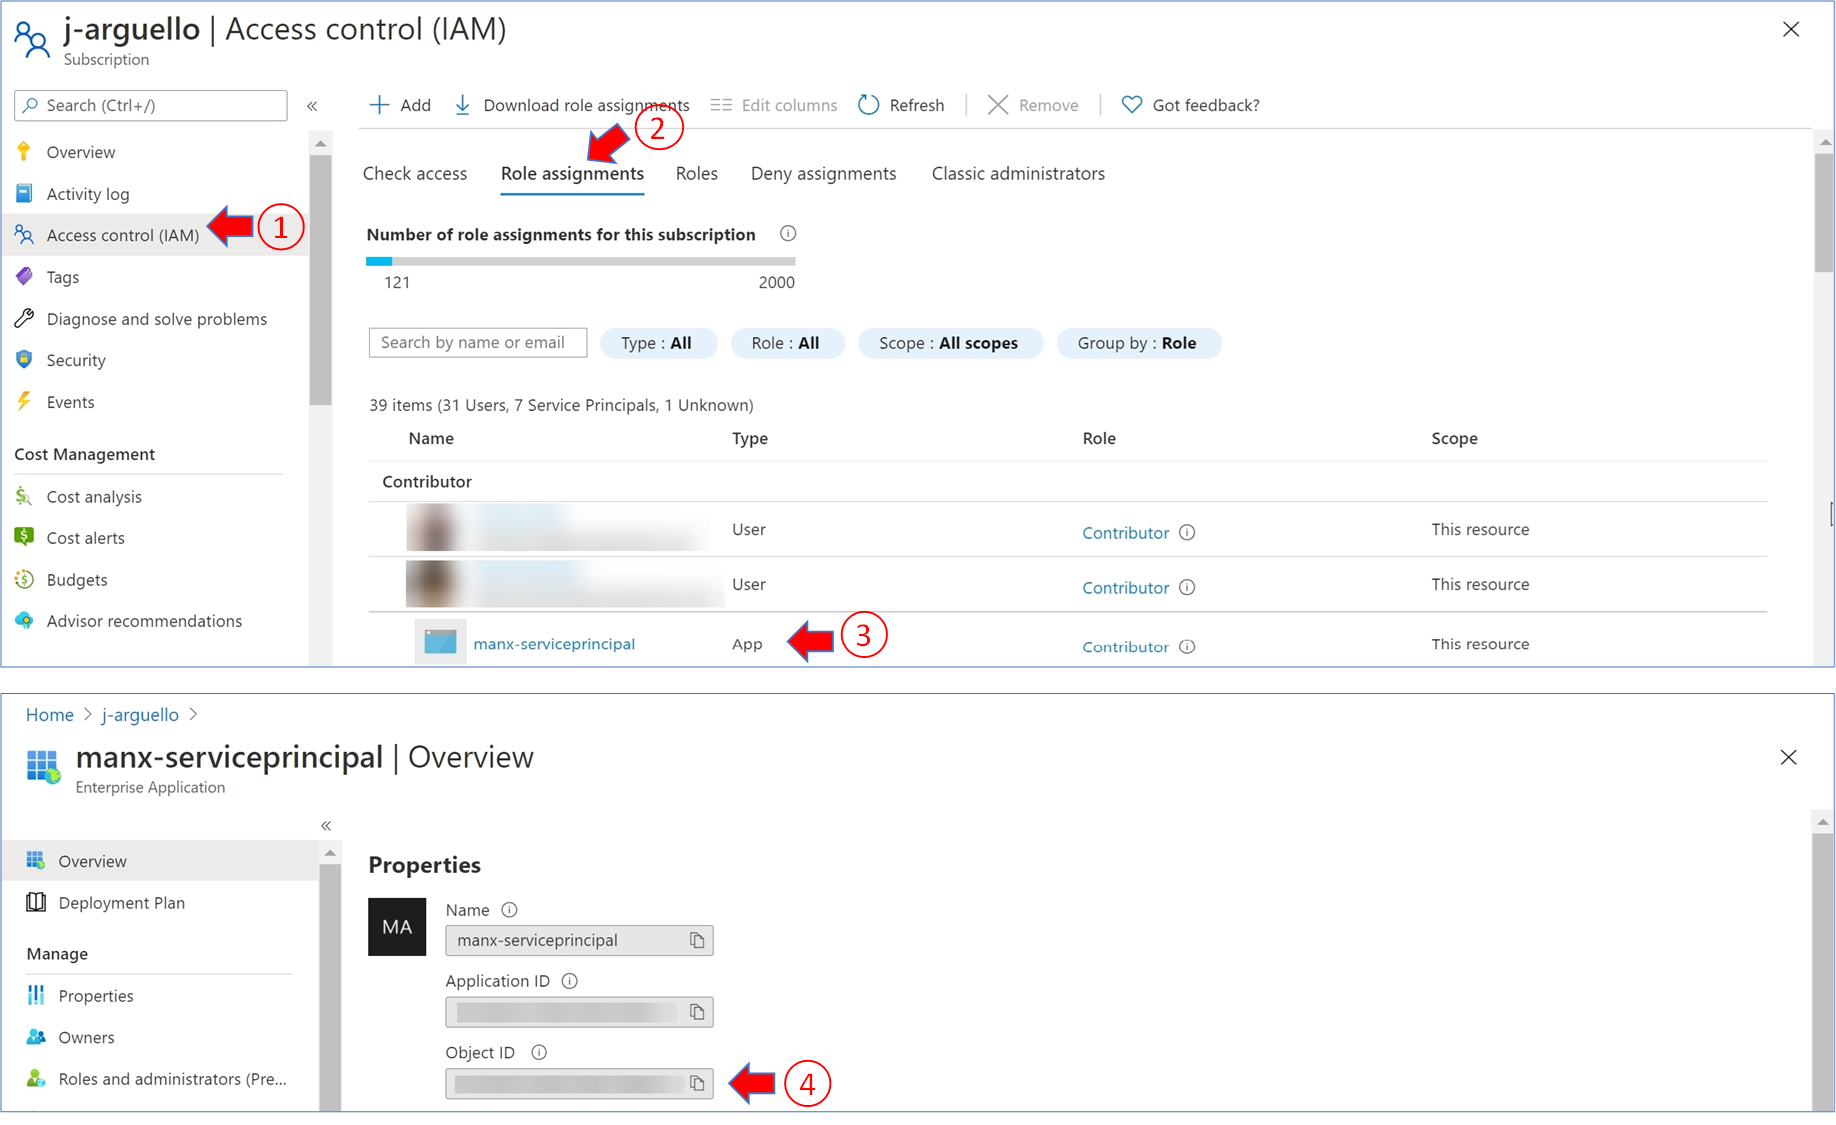 j-arguello | Access control (IAM)
Subscription
Search (Ctrl+/)
«
Overview
Activity log
Access control (IAM)
1
Tags
Diagnose and solve problems
Security
Events
Cost Management
Cost analysis
Cost alerts
Budgets
Advisor recommendations
Add Download role assignments Edit columns Refresh Remove Got feedback?
2
Check access Role assignments Roles Deny assignments Classic administrators
Number of role assignments for this subscription
121 2000
Search by name or email Type : All Role : All Scope : All scopes Group by : Role
39 items (31 Users, 7 Service Principals, 1 Unknown)
Name Type Role Scope
Contributor
User Contributor This resource
User Contributor This resource
manx-serviceprincipal App 3 Contributor This resource
Home > j-arguello >
manx-serviceprincipal | Overview
Enterprise Application
«
Overview
Deployment Plan
Manage
Properties
Owners
Roles and administrators (Pre...
Properties
MA
Name
manx-serviceprincipal
Application ID
Object ID
4